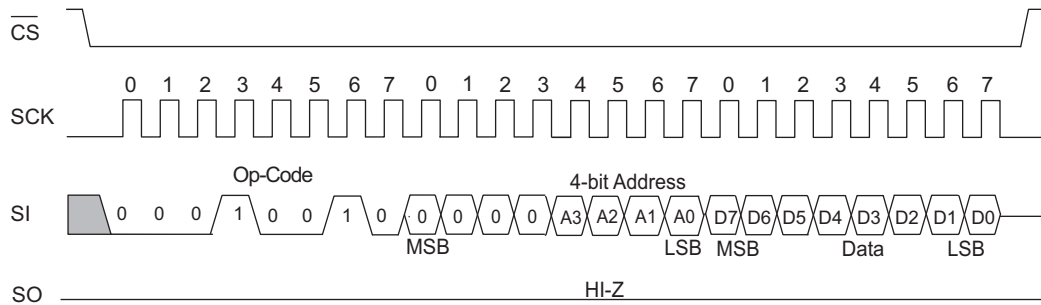 CS
0 1 2 3 4 5 6 7 0 1 2 3 4 5 6 7 0 1 2 3 4 5 6 7
SCK
Op-Code 4-bit Address
SI 0 0 0 1 0 0 1 0 0 0 0 0 A3 A2 A1 A0 D7 D6 D5 D4 D3 D2 D1 D0
MSB LSB MSB Data LSB
HI-Z
SO